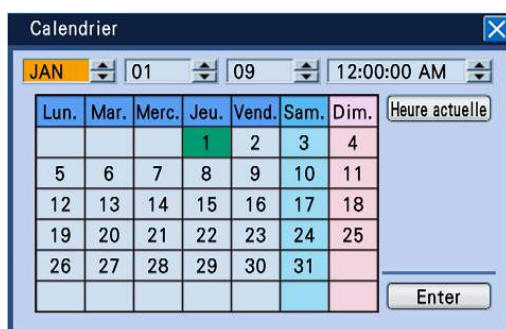 Calendrier
JAN 01 09 12:00:00 AM
Lun. Mar. Merc. Jeu. Vend. Sam. Dim. Heure actuelle
1 2 3 4
5 6 7 8 9 10 11
12 13 14 15 16 17 18
19 20 21 22 23 24 25
26 27 28 29 30 31
Enter